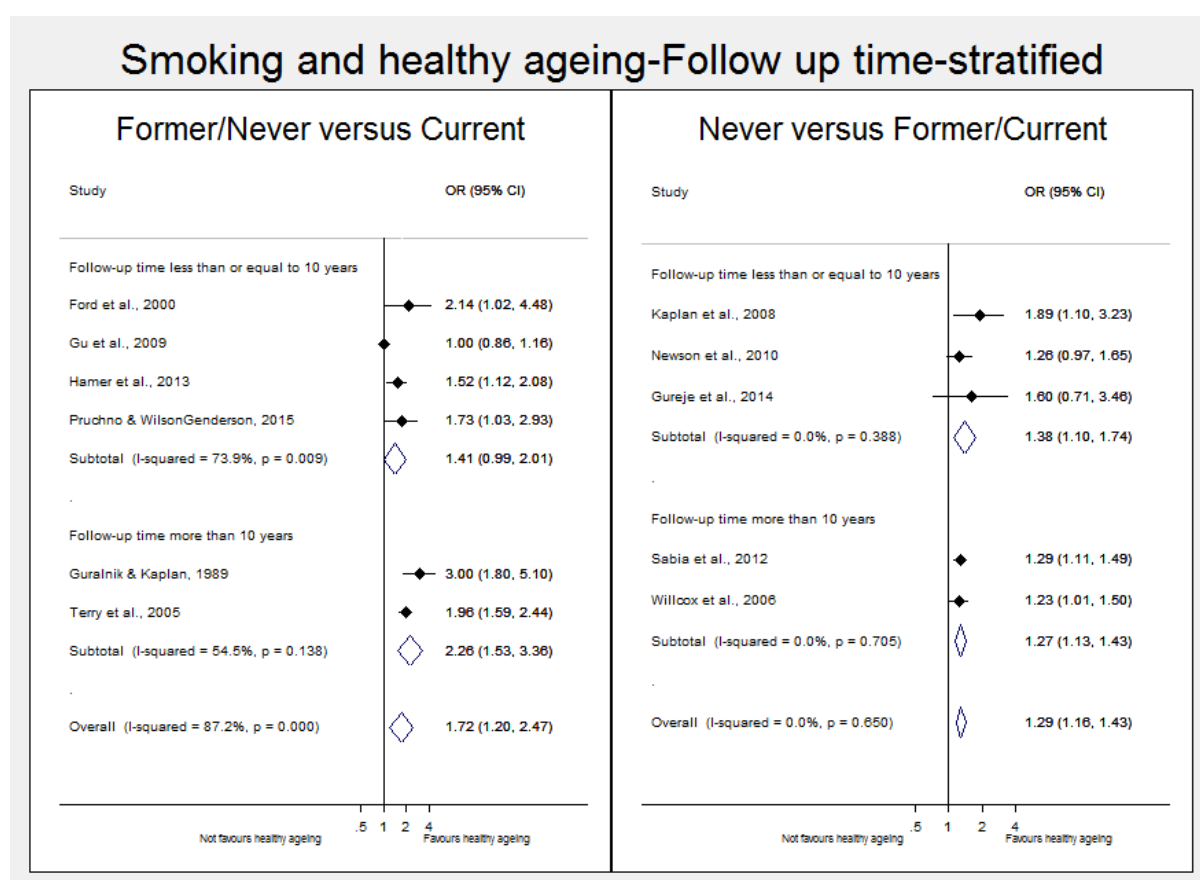 Smoking and healthy ageing-Follow up time-stratified
Former/Never versus Current
Study OR (95% CI)
Follow-up time less than or equal to 10 years
Ford et al., 2000 2.14 (1.02, 4.48)
Gu et al., 2009 1.00 (0.86, 1.16)
Hamer et al., 2013 1.52 (1.12, 2.08)
Pruchno & WilsonGenderson, 2015 1.73 (1.03, 2.93)
Subtotal (I-squared = 73.9%, p = 0.009) 1.41 (0.99, 2.01)
.
Follow-up time more than 10 years
Guralnik & Kaplan, 1989 3.00 (1.80, 5.10)
Terry et al., 2005 1.96 (1.59, 2.44)
Subtotal (I-squared = 54.5%, p = 0.138) 2.26 (1.53, 3.36)
.
Overall (I-squared = 87.2%, p = 0.000) 1.72 (1.20, 2.47)
.5 1 2 4
Not favours healthy ageing Favours healthy ageing
Never versus Former/Current
Study OR (95% CI)
Follow-up time less than or equal to 10 years
Kaplan et al., 2008 1.89 (1.10, 3.23)
Newson et al., 2010 1.26 (0.97, 1.65)
Gureje et al., 2014 1.60 (0.71, 3.46)
Subtotal (I-squared = 0.0%, p = 0.388) 1.38 (1.10, 1.74)
.
Follow-up time more than 10 years
Sabia et al., 2012 1.29 (1.11, 1.49)
Willcox et al., 2006 1.23 (1.01, 1.50)
Subtotal (I-squared = 0.0%, p = 0.705) 1.27 (1.13, 1.43)
.
Overall (I-squared = 0.0%, p = 0.650) 1.29 (1.16, 1.43)
.5 1 2 4
Not favours healthy ageing Favours healthy ageing